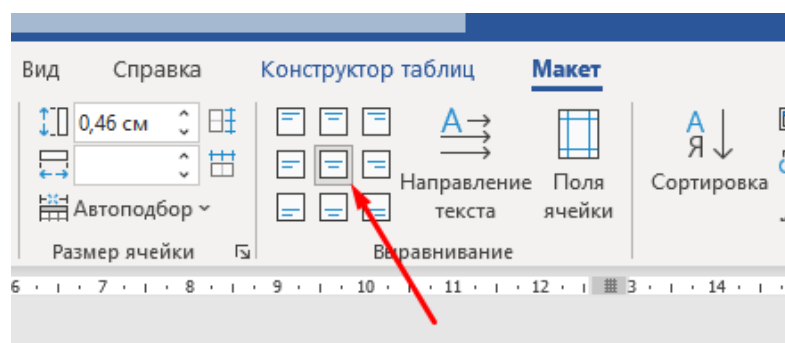 Вид Справка Конструктор таблиц Макет
0,46 см
Автоподбор
Направление текста
Поля ячейки
А Я
Сортировка
Размер ячейки Выравнивание
6 7 8 9 10 11 12 3 14